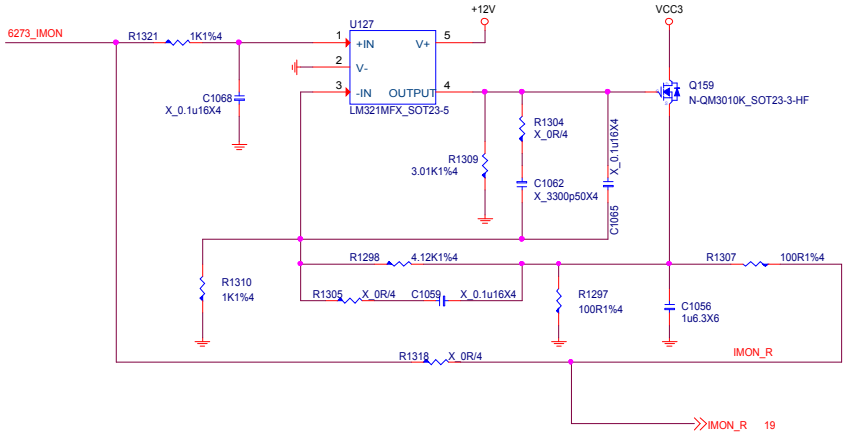 +12V
VCC3
6273_IMON
R1321
1K1%4
U127
1
+IN
V+
5
2
V-
3
-IN
OUTPUT
4
LM321MFX_SOT23-5
Q159
N-QM3010K_SOT23-3-HF
C1068
X_0.1u16X4
R1304
X_0R/4
X_0.1u16X4
R1309
3.01K1%4
C1062
X_3300p50X4
C1065
R1298
4.12K1%4
R1307
100R1%4
R1310
1K1%4
R1305
X_0R/4
C1059
X_0.1u16X4
R1297
100R1%4
C1056
1u6.3X6
R1318
X_0R/4
IMON_R
IMON_R 19